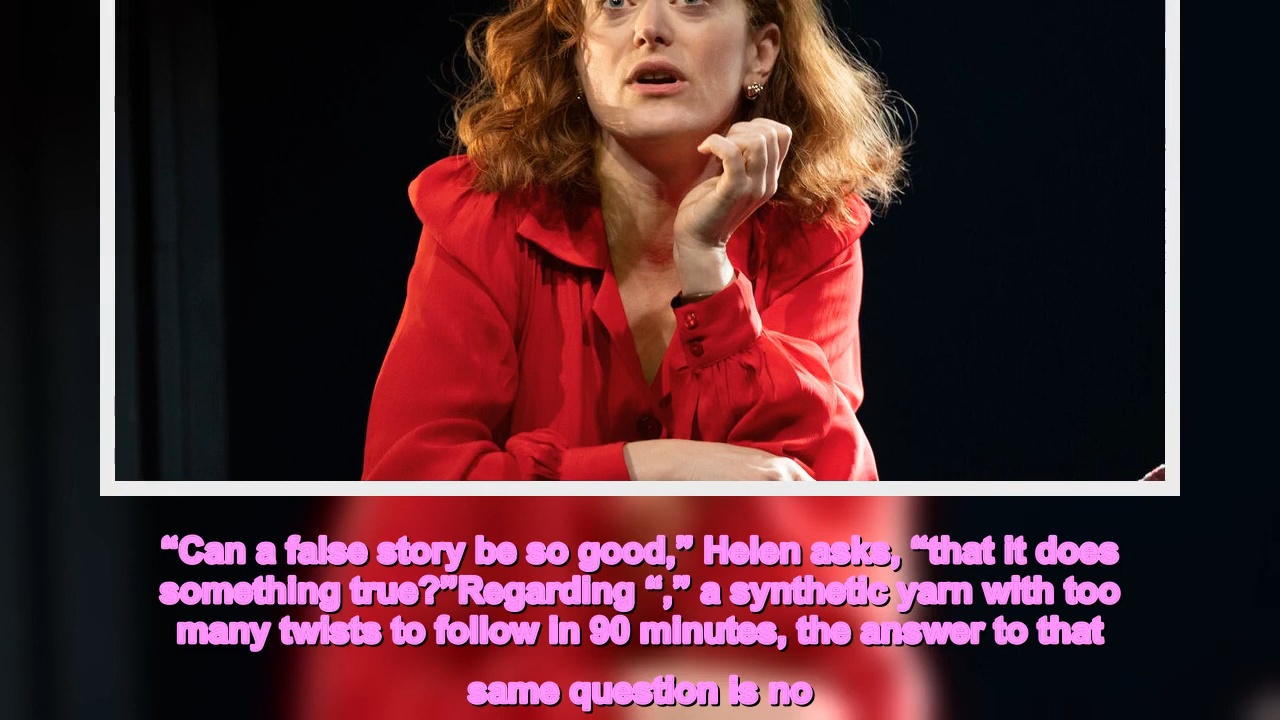 “Can a false story be so good,” Helen asks, “that it does
something true?”Regarding “,” a synthetic yarn with too
many twists to follow in 90 minutes, the answer to that
same question is no